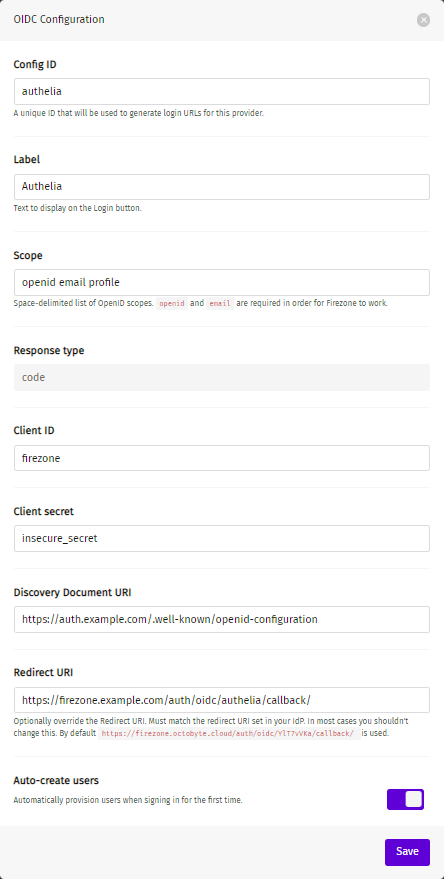 OIDC Configuration
Config ID
authelia
A unique ID that will be used to generate login URLs for this provider.
Label
Authelia
Text to display on the Login button.
Scope
openid email profile
Space-delimited list of OpenID scopes. openid and email are required in order for Firezone to work.
Response type
code
Client ID
firezone
Client secret
insecure_secret
Discovery Document URI
https://auth.example.com/.well-known/openid-configuration
Redirect URI
https://firezone.example.com/auth/oidc/authelia/callback/
Optionally override the Redirect URI. Must match the redirect URI set in your IdP. In most cases you shouldn't
change this. By default https://firezone.octobyte.cloud/auth/oidc/YlT7vVKa/callback/ is used.
Auto-create users
Automatically provision users when signing in for the first time.
Save